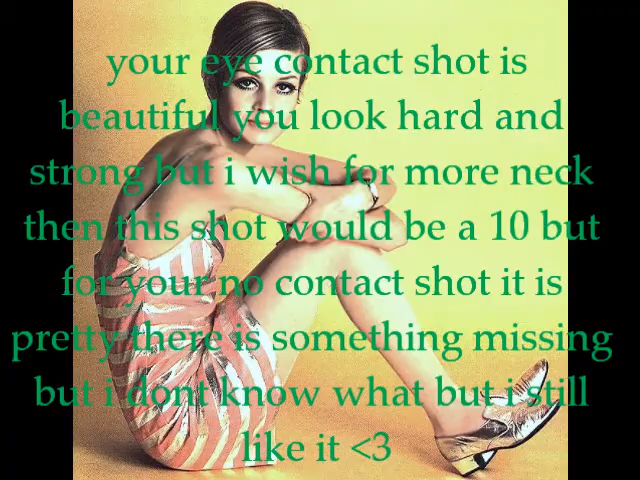 your eye contact shot is
beautiful you look hard and
strong but i wish for more neck
then this shot would be a 10 but
for your no contact shot it is
pretty there is something missing
but i dont know what but i still
like it <3